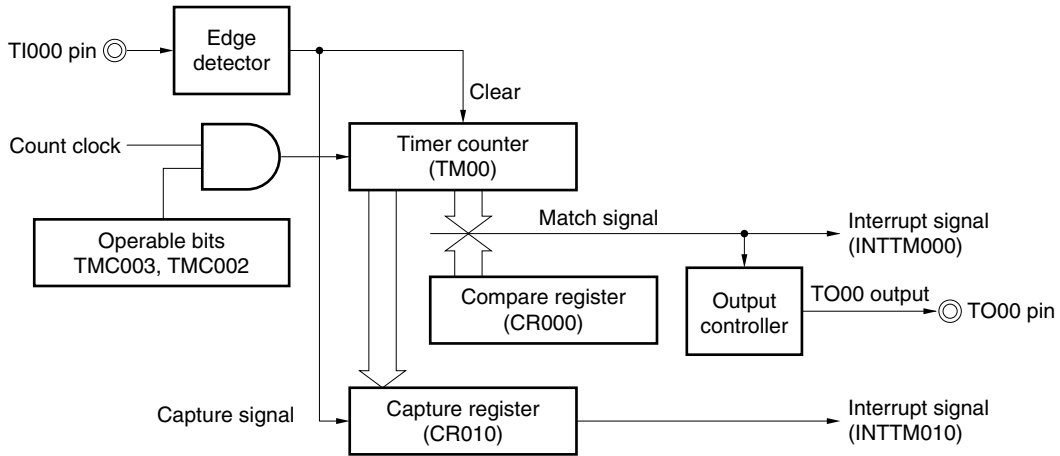 TI000 pin
Edge
detector
Clear
Count clock
Timer counter
(TM00)
Operable bits
TMC003, TMC002
Match signal
Interrupt signal
(INTTM000)
Compare register
(CR000)
Output
controller
TO00 output
TO00 pin
Capture signal
Capture register
(CR010)
Interrupt signal
(INTTM010)